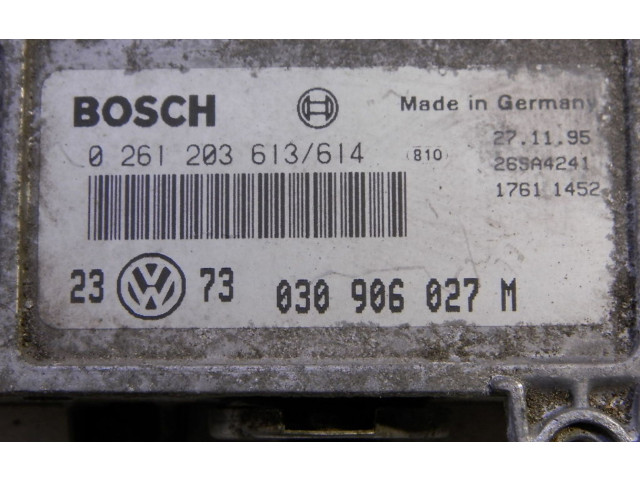 BOSCH
Made in Germany
0 261 203 613/614
(810)
27.11.95
26SA4241
1761 1452
23 VW 73 030 906 027 M